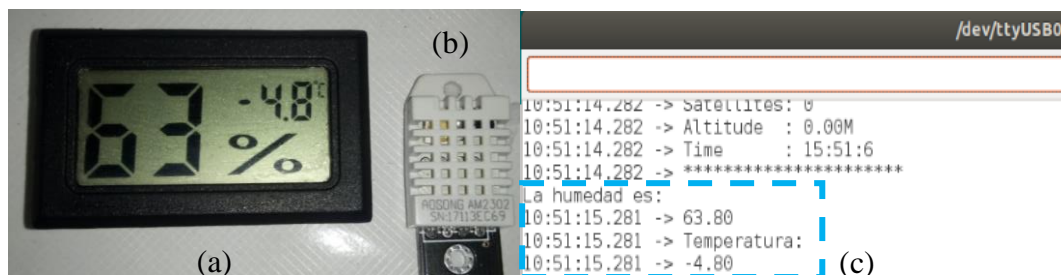 -4.8 °C
63 %
(a)
(b)
AOSONG AM2302
SN:17113EC69
/dev/ttyUSB0
10:51:14.282 -> Satellites: 0
10:51:14.282 -> Altitude  : 0.00M
10:51:14.282 -> Time      : 15:51:6
10:51:14.282 -> **********************
La humedad es:
10:51:15.281 -> 63.80
10:51:15.281 -> Temperatura:
10:51:15.281 -> -4.80
(c)